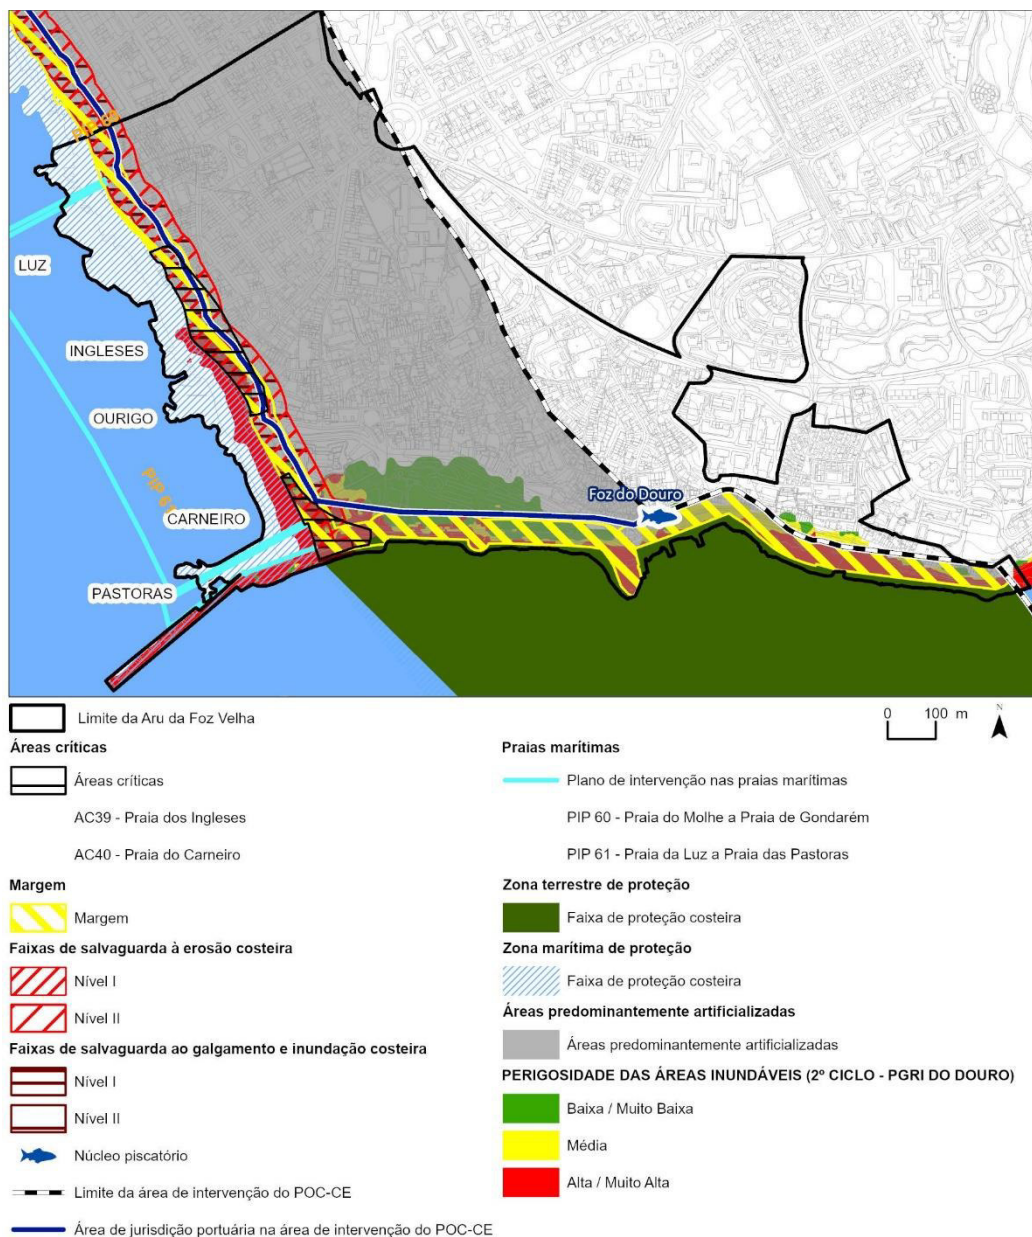 LUZ
INGLESES
OURIGO
PIP 61
CARNEIRO
PASTORAS
Foz do Douro
Limite da Aru da Foz Velha
0 100 m
N
Áreas críticas
Áreas críticas
AC39 - Praia dos Ingleses
AC40 - Praia do Carneiro
Margem
Margem
Faixas de salvaguarda à erosão costeira
Nível I
Nível II
Faixas de salvaguarda ao galgamento e inundação costeira
Nível I
Nível II
Núcleo piscatório
Limite da área de intervenção do POC-CE
Área de jurisdição portuária na área de intervenção do POC-CE
Praias marítimas
Plano de intervenção nas praias marítimas
PIP 60 - Praia do Molhe a Praia de Gondarém
PIP 61 - Praia da Luz a Praia das Pastoras
Zona terrestre de proteção
Faixa de proteção costeira
Zona marítima de proteção
Faixa de proteção costeira
Áreas predominantemente artificializadas
Áreas predominantemente artificializadas
PERIGOSIDADE DAS ÁREAS INUNDÁVEIS (2º CICLO - PGRI DO DOURO)
Baixa / Muito Baixa
Média
Alta / Muito Alta